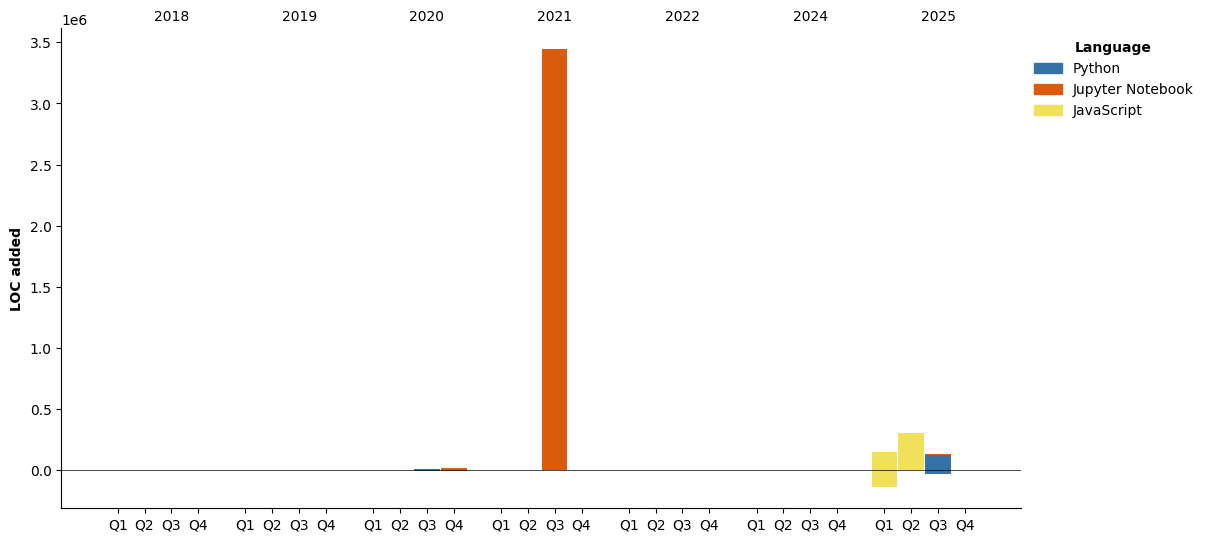 1e6
2018 2019 2020 2021 2022 2024 2025
3.5
3.0
2.5
2.0
1.5
1.0
0.5
0.0
LOC added
Q1 Q2 Q3 Q4 Q1 Q2 Q3 Q4 Q1 Q2 Q3 Q4 Q1 Q2 Q3 Q4 Q1 Q2 Q3 Q4 Q1 Q2 Q3 Q4 Q1 Q2 Q3 Q4
Language
Python
Jupyter Notebook
JavaScript